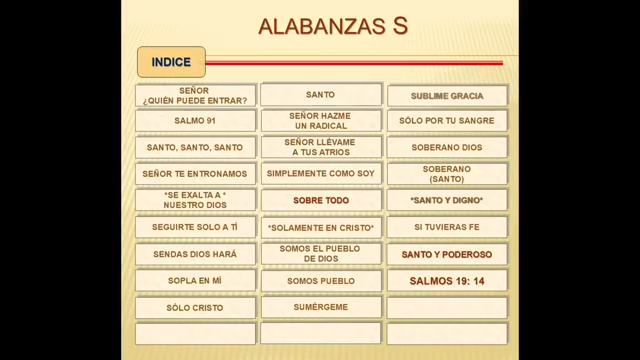 ALABANZAS S
INDICE
SEÑOR
¿QUIÉN PUEDE ENTRAR?
SANTO
SUBLIME GRACIA
SALMO 91
SEÑOR HAZME
UN RADICAL
SÓLO POR TU SANGRE
SANTO, SANTO, SANTO
SEÑOR LLÉVAME
A TUS ATRIOS
SOBERANO DIOS
SEÑOR TE ENTRONAMOS
SIMPLEMENTE COMO SOY
SOBERANO
(SANTO)
*SE EXALTA A *
NUESTRO DIOS
SOBRE TODO
*SANTO Y DIGNO*
SEGUIRTE SOLO A TÍ
*SOLAMENTE EN CRISTO*
SI TUVIERAS FE
SENDAS DIOS HARÁ
SOMOS EL PUEBLO
DE DIOS
SANTO Y PODEROSO
SOPLA EN MÍ
SOMOS PUEBLO
SALMOS 19: 14
SÓLO CRISTO
SUMÉRGEME